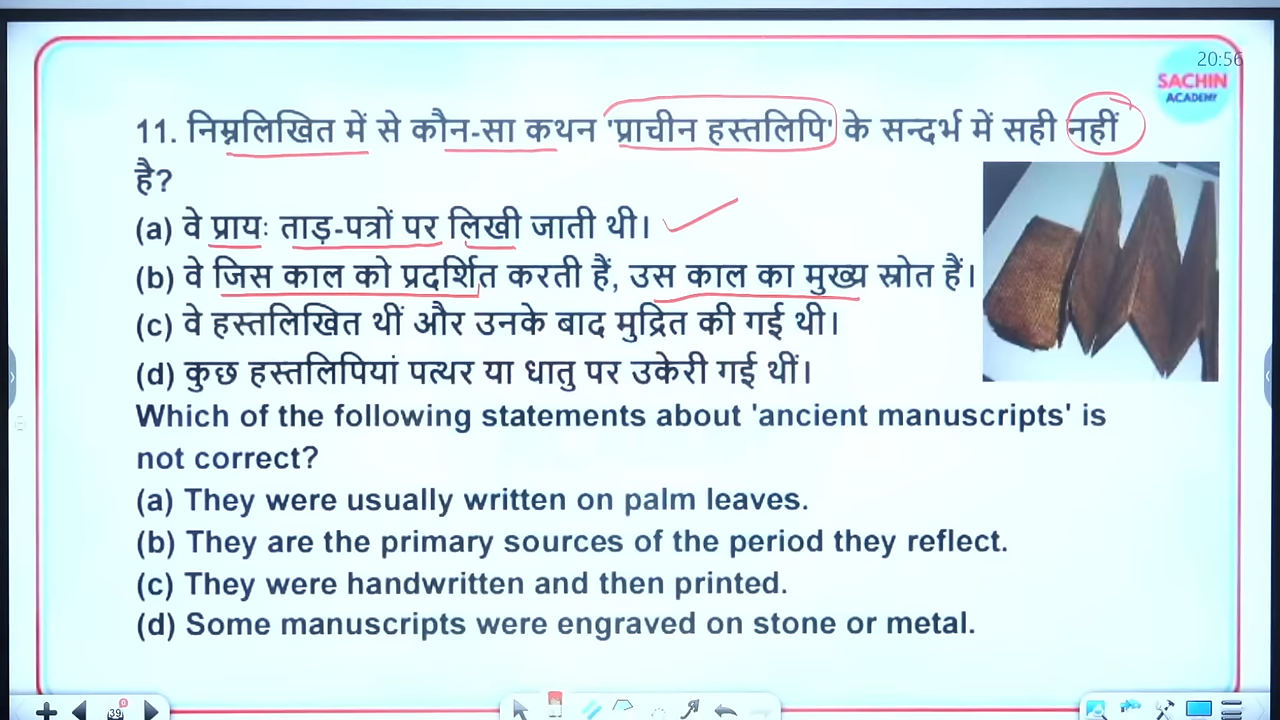 20:56
SACHIN
ACADEMY
11. निम्नलिखित में से कौन-सा कथन 'प्राचीन हस्तलिपि' के सन्दर्भ में सही नहीं
है?
(a) वे प्रायः ताड़-पत्रों पर लिखी जाती थी।
(b) वे जिस काल को प्रदर्शित करती हैं, उस काल का मुख्य स्रोत हैं।
(c) वे हस्तलिखित थीं और उनके बाद मुद्रित की गई थी।
(d) कुछ हस्तलिपियां पत्थर या धातु पर उकेरी गई थीं।
Which of the following statements about 'ancient manuscripts' is
not correct?
(a) They were usually written on palm leaves.
(b) They are the primary sources of the period they reflect.
(c) They were handwritten and then printed.
(d) Some manuscripts were engraved on stone or metal.
39